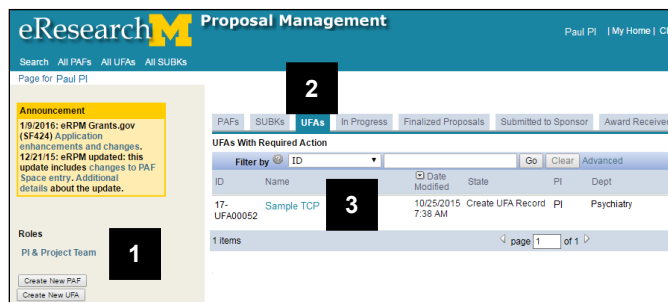 eResearch M Proposal Management
Paul PI | My Home |
Search All PAFs All UFAs All SUBKs
Page for Paul PI
2
Announcement
1/9/2016: eRPM Grants.gov
(SF424) Application
enhancements and changes.
12/21/15: eRPM updated: this
update includes changes to PAF
Space entry. Additional
details about the update.
PAFs SUBKs UFAs In Progress Finalized Proposals Submitted to Sponsor Award Received
UFAs With Required Action
Filter by ID Go Clear Advanced
ID Name Date Modified State PI Dept
17-UFA00052 Sample TCP 10/25/2015 7:38 AM Create UFA Record PI Psychiatry
3
1 items page 1 of 1
Roles
PI & Project Team
1
Create New PAF
Create New UFA